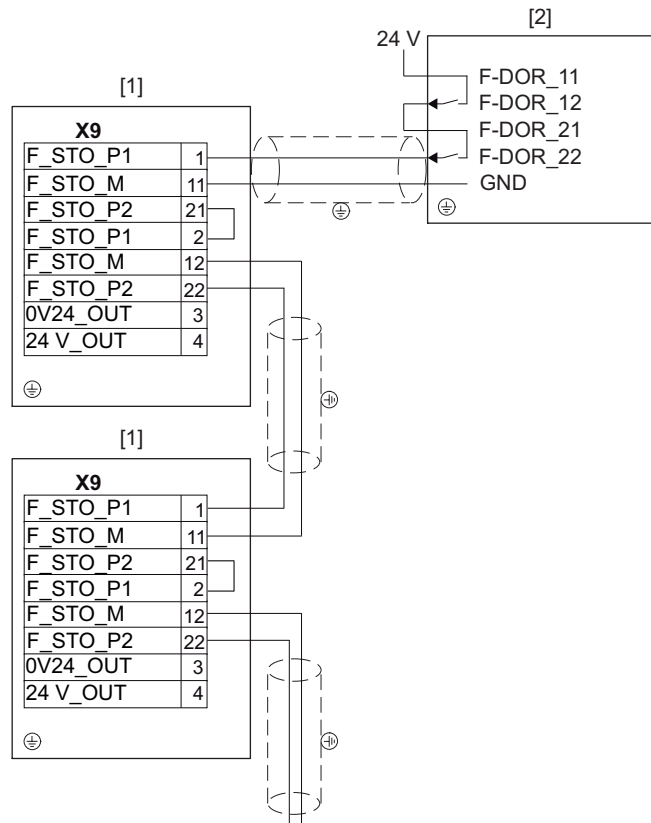 [2]
24 V
F-DOR_11
F-DOR_12
F-DOR_21
F-DOR_22
GND
[1]
X9
F_STO_P1 1
F_STO_M 11
F_STO_P2 21
F_STO_P1 2
F_STO_M 12
F_STO_P2 22
0V24_OUT 3
24 V_OUT 4
[1]
X9
F_STO_P1 1
F_STO_M 11
F_STO_P2 21
F_STO_P1 2
F_STO_M 12
F_STO_P2 22
0V24_OUT 3
24 V_OUT 4